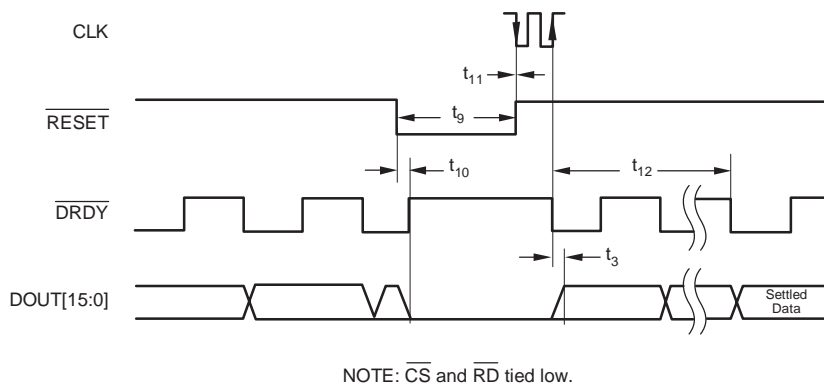 CLK
t11
RESET
t9
t10
t12
DRDY
t3
DOUT[15:0]
Settled
Data
NOTE: CS and RD tied low.